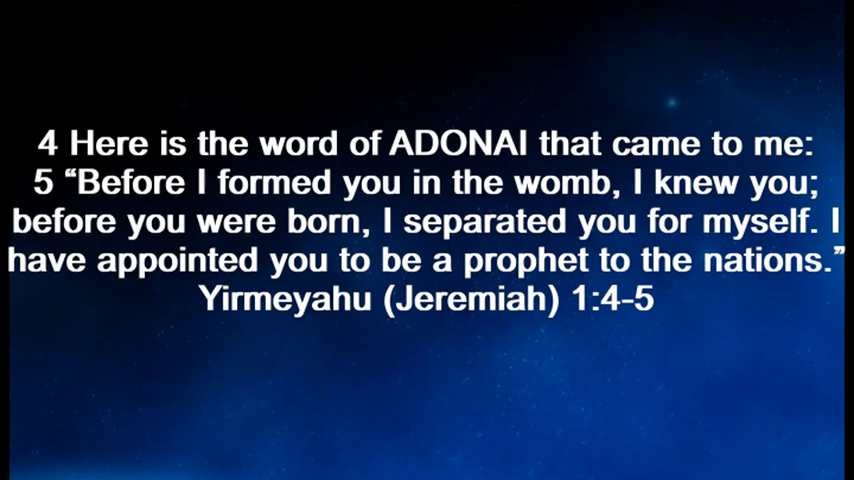 4 Here is the word of ADONAI that came to me:
5 “Before I formed you in the womb, I knew you;
before you were born, I separated you for myself. I
have appointed you to be a prophet to the nations.”
Yirmeyahu (Jeremiah) 1:4-5